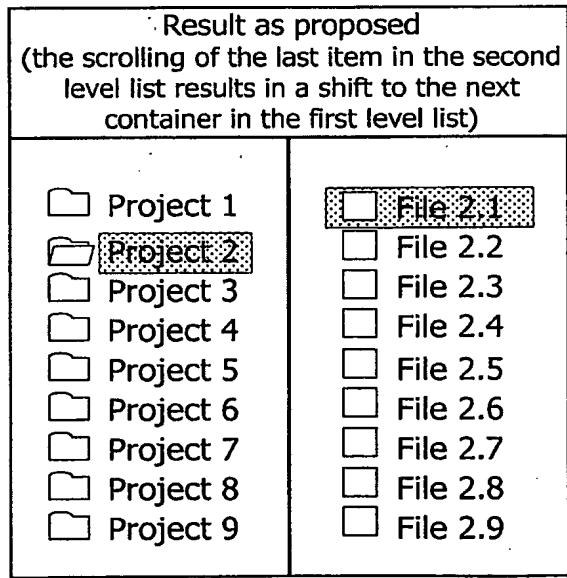 Result as proposed
(the scrolling of the last item in the second
level list results in a shift to the next
container in the first level list)
Project 1
Project 2
Project 3
Project 4
Project 5
Project 6
Project 7
Project 8
Project 9
File 2.1
File 2.2
File 2.3
File 2.4
File 2.5
File 2.6
File 2.7
File 2.8
File 2.9